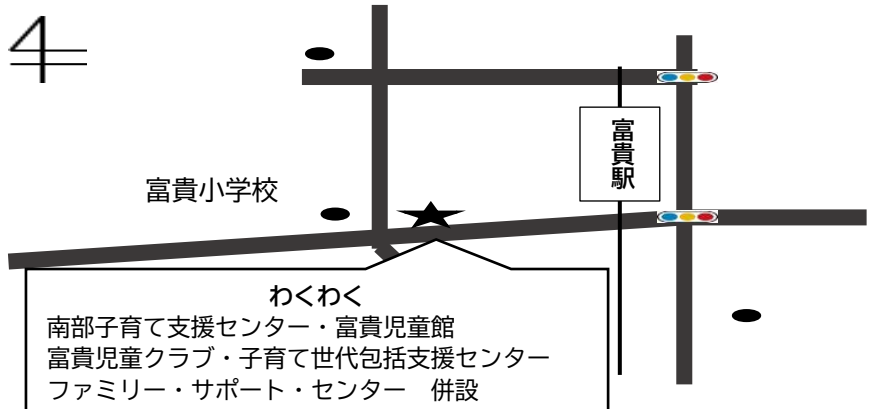 富貴駅
富貴小学校
わくわく
南部子育て支援センター・富貴児童館
富貴児童クラブ・子育て世代包括支援センター
ファミリー・サポート・センター　併設